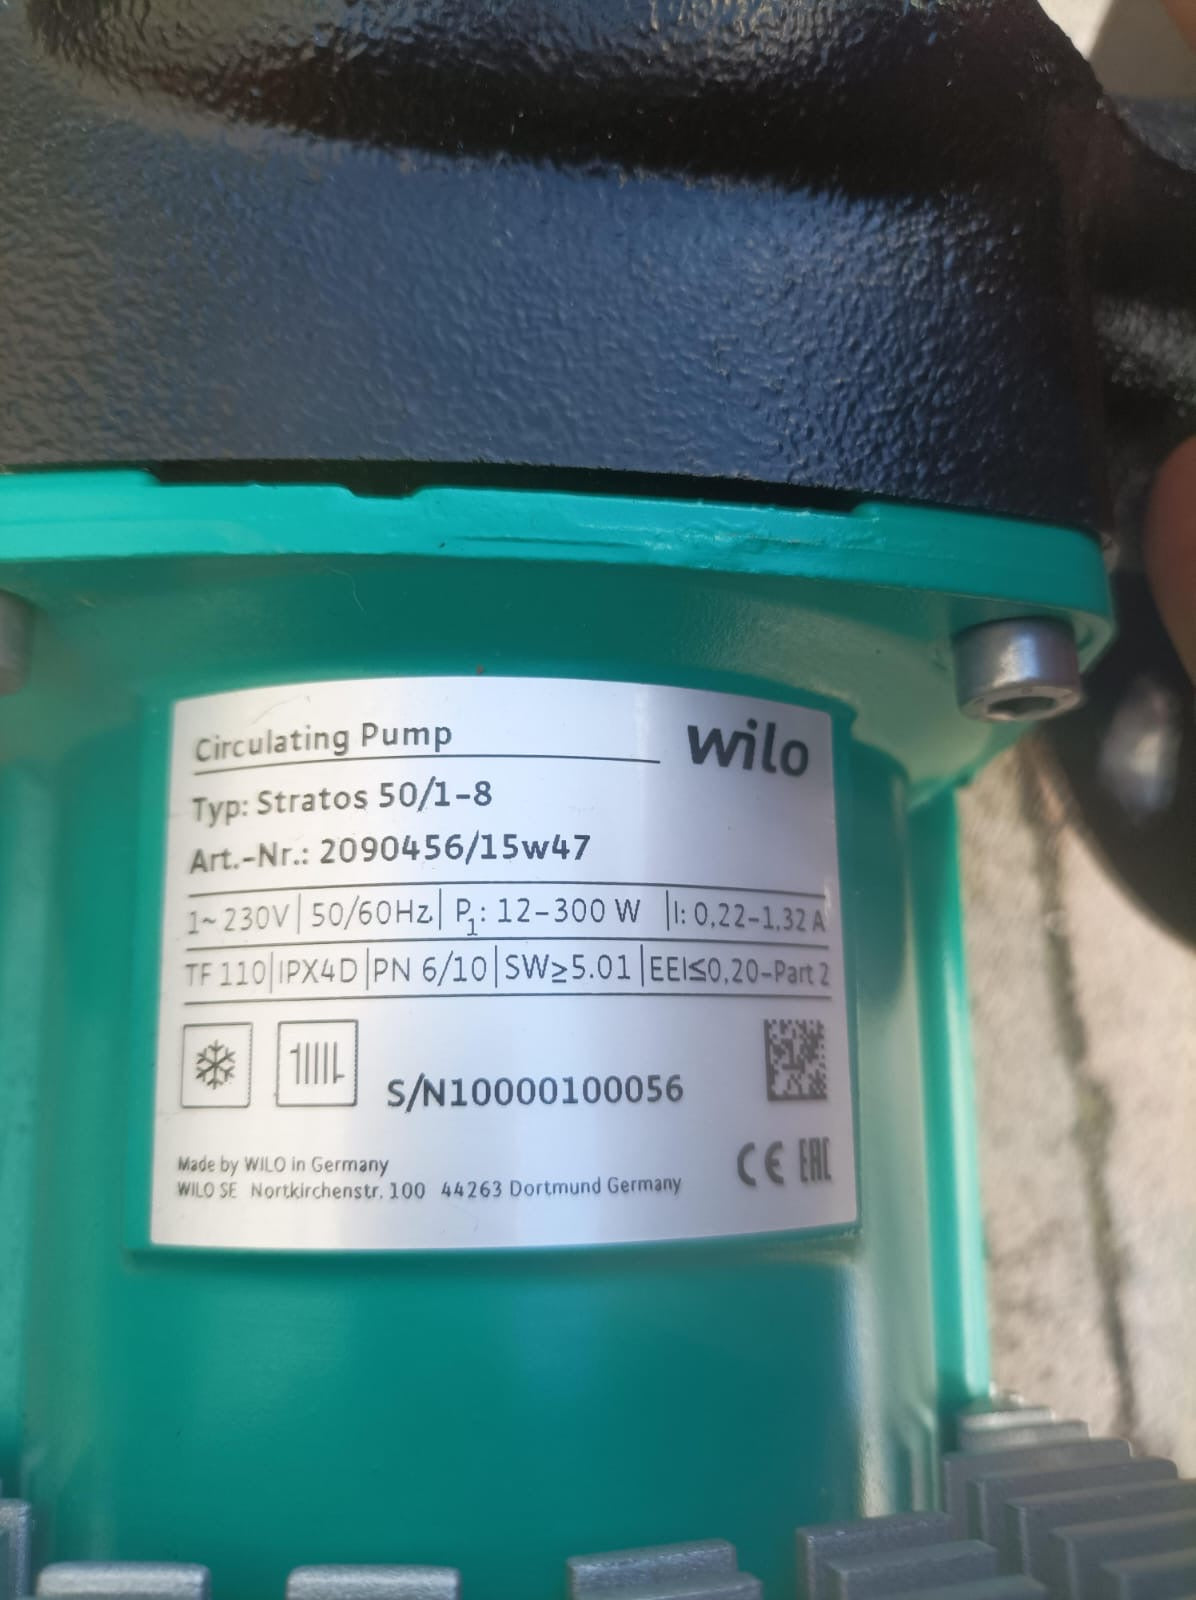 Circulating Pump
wilo
Typ: Stratos 50/1-8
Art.-Nr.: 2090456/15w47
1~ 230V | 50/60Hz | P1: 12-300 W | I: 0,22-1,32 A
TF 110 | IPX4D | PN 6/10 | SW≥5.01 | EEI≤0,20-Part 2
S/N10000100056
Made by WILO in Germany
WILO SE Nortkirchenstr. 100 44263 Dortmund Germany
CE EAC